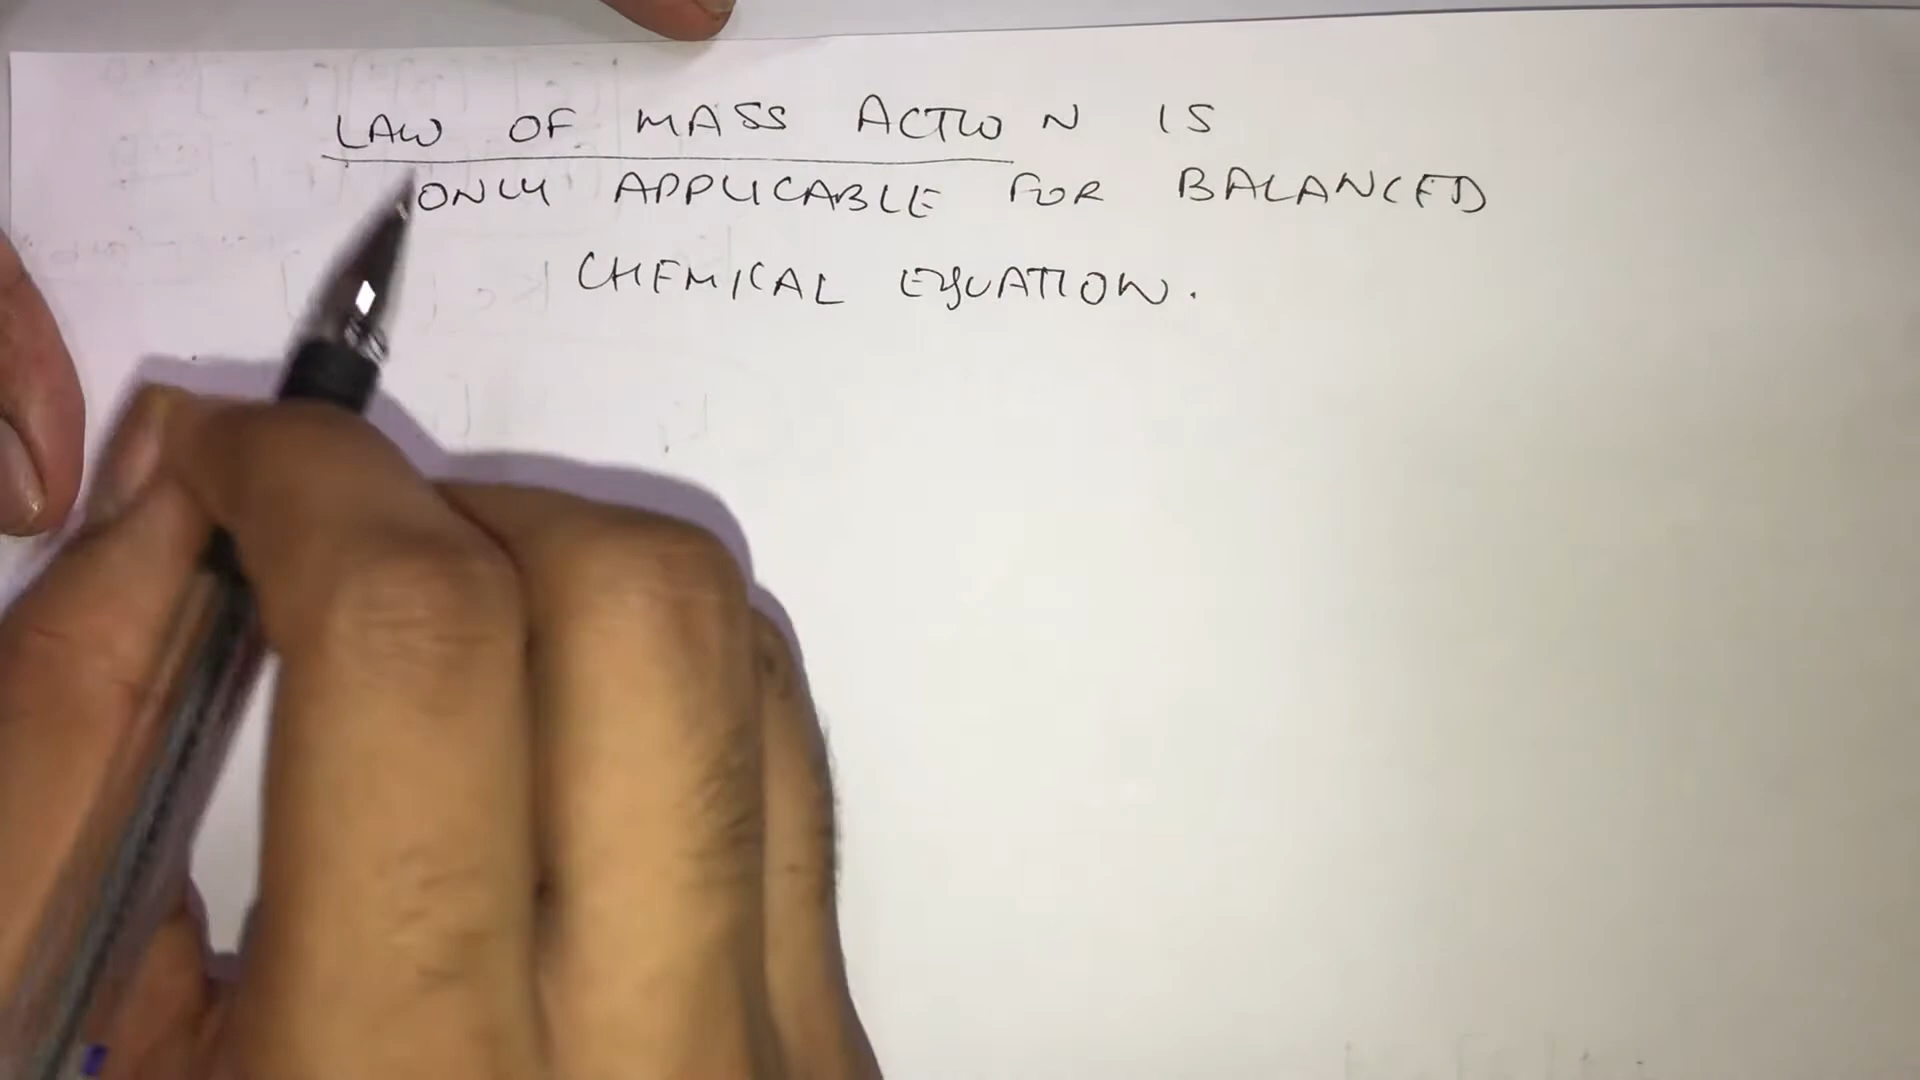 LAW OF MASS ACTION IS
ONLY APPLICABLE FOR BALANCED
CHEMICAL EQUATION.